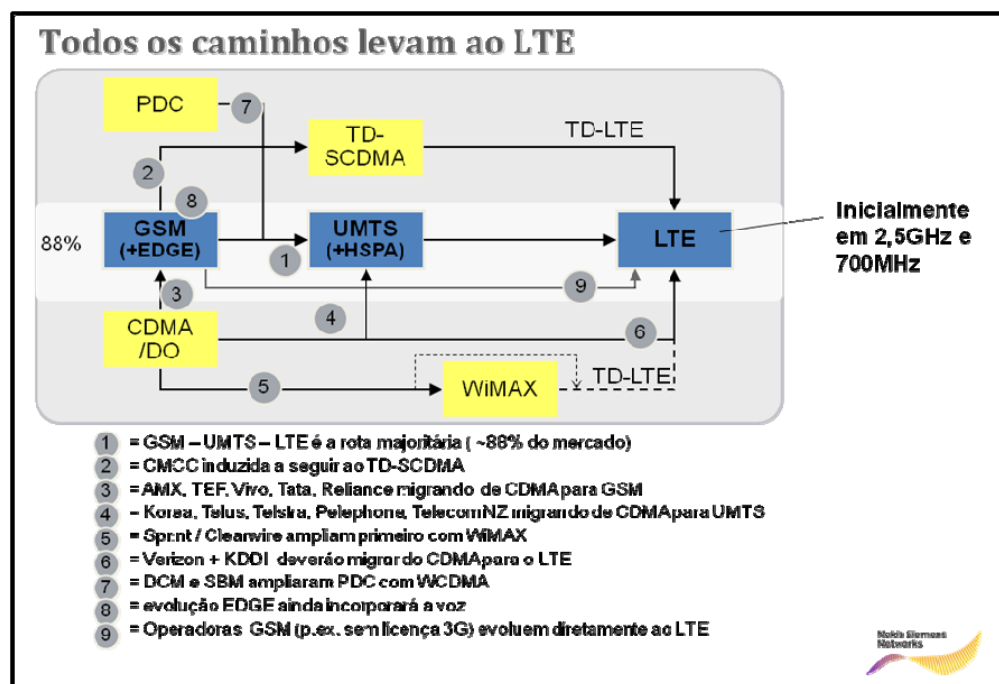 Todos os caminhos levam ao LTE
PDC
7
TD-
SCDMA
TD-LTE
2
8
88%
GSM
(+EDGE)
1
UMTS
(+HSPA)
LTE
Inicialmente
em 2,5GHz e
700MHz
3
9
4
6
CDMA
/DO
5
WiMAX
TD-LTE
1 = GSM – UMTS – LTE é a rota majoritária ( ~88% do mercado)
2 = CMCC induzida a seguir ao TD-SCDMA
3 = AMX, TEF, Vivo, Tata, Reliance migrando de CDMA para GSM
4 – Korea, Telus, Telstra, Pelephone, Telecom NZ migrando de CDMA para UMTS
5 = Sprint / Clearwire ampliam primeiro com WiMAX
6 = Verizon + KDDI deverão migrar do CDMA para o LTE
7 = DCM e SBM ampliaram PDC com WCDMA
8 = evolução EDGE ainda incorporará a voz
9 = Operadoras GSM (p.ex. sem licença 3G) evoluem diretamente ao LTE
Nokia Siemens
Networks